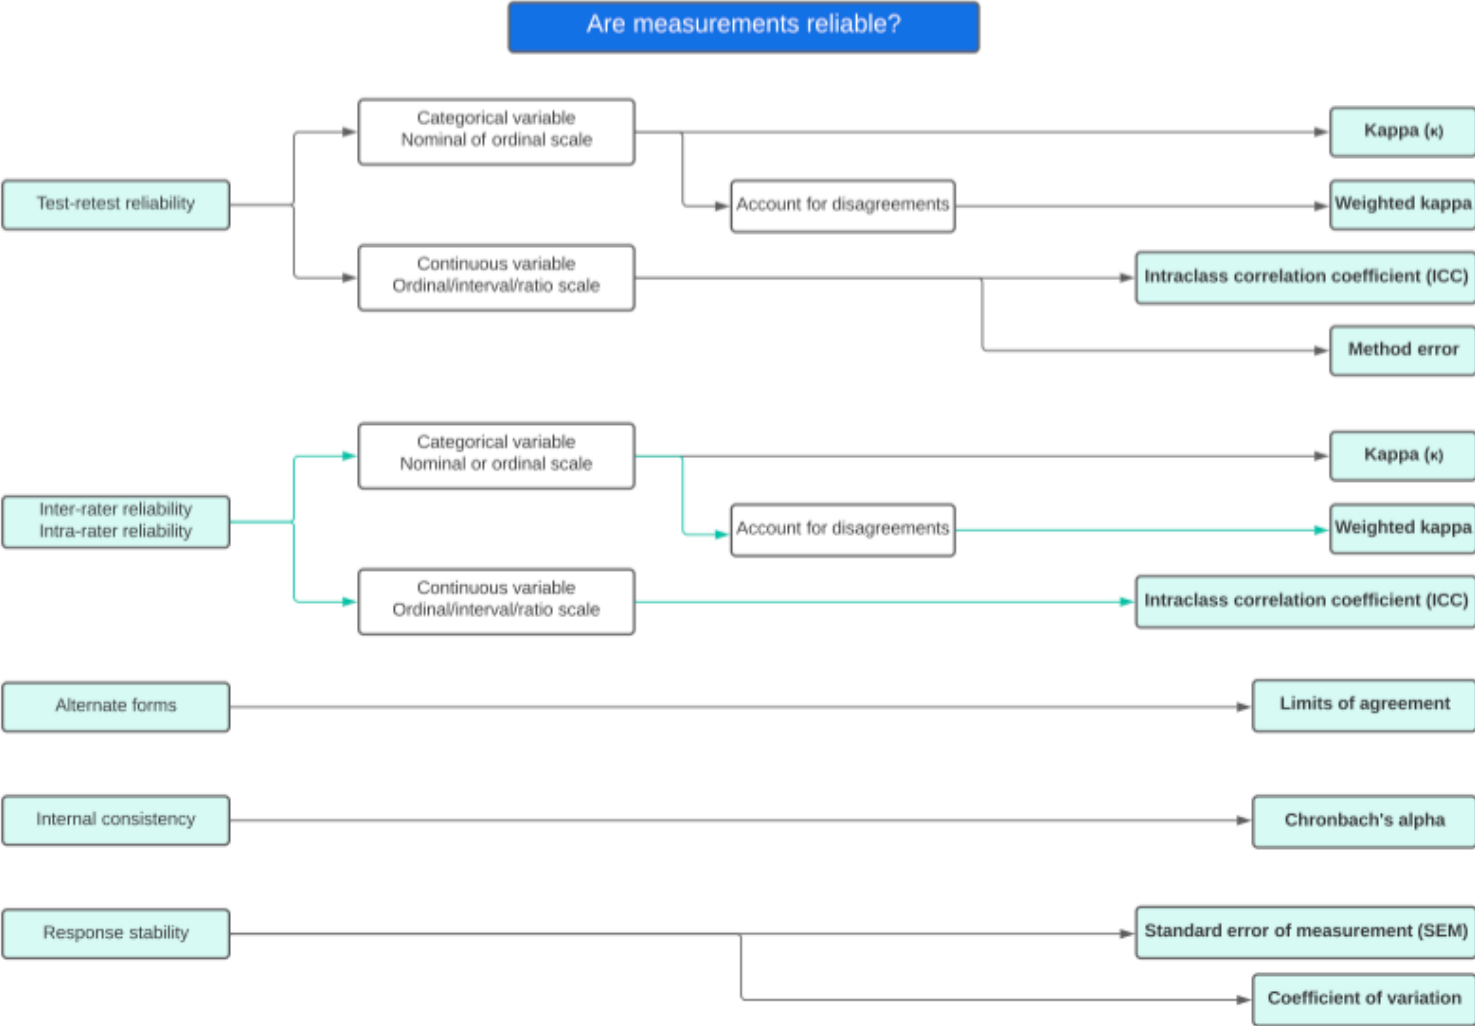 Are measurements reliable?
Categorical variable
Nominal of ordinal scale
Kappa (κ)
Test-retest reliability
Account for disagreements
Weighted kappa
Continuous variable
Ordinal/interval/ratio scale
Intraclass correlation coefficient (ICC)
Method error
Categorical variable
Nominal or ordinal scale
Kappa (κ)
Inter-rater reliability
Intra-rater reliability
Account for disagreements
Weighted kappa
Continuous variable
Ordinal/interval/ratio scale
Intraclass correlation coefficient (ICC)
Alternate forms
Limits of agreement
Internal consistency
Chronbach's alpha
Response stability
Standard error of measurement (SEM)
Coefficient of variation